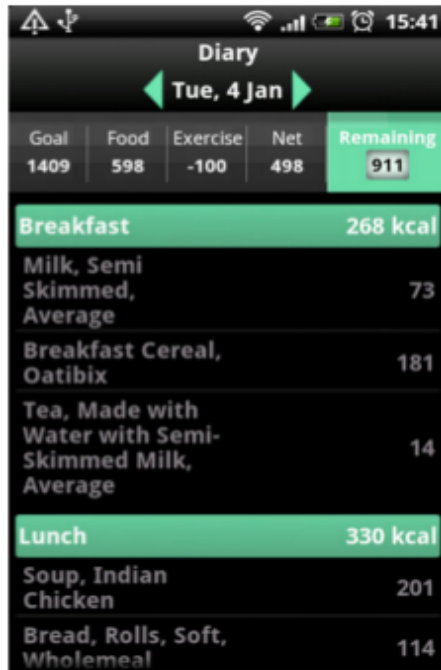 15:41
Diary
Tue, 4 Jan
Goal Food Exercise Net Remaining
1409 598 -100 498 911
Breakfast 268 kcal
Milk, Semi
Skimmed,
Average 73
Breakfast Cereal,
Oatibix 181
Tea, Made with
Water with Semi-
Skimmed Milk,
Average 14
Lunch 330 kcal
Soup, Indian
Chicken 201
Bread, Rolls, Soft,
Wholemeal 114